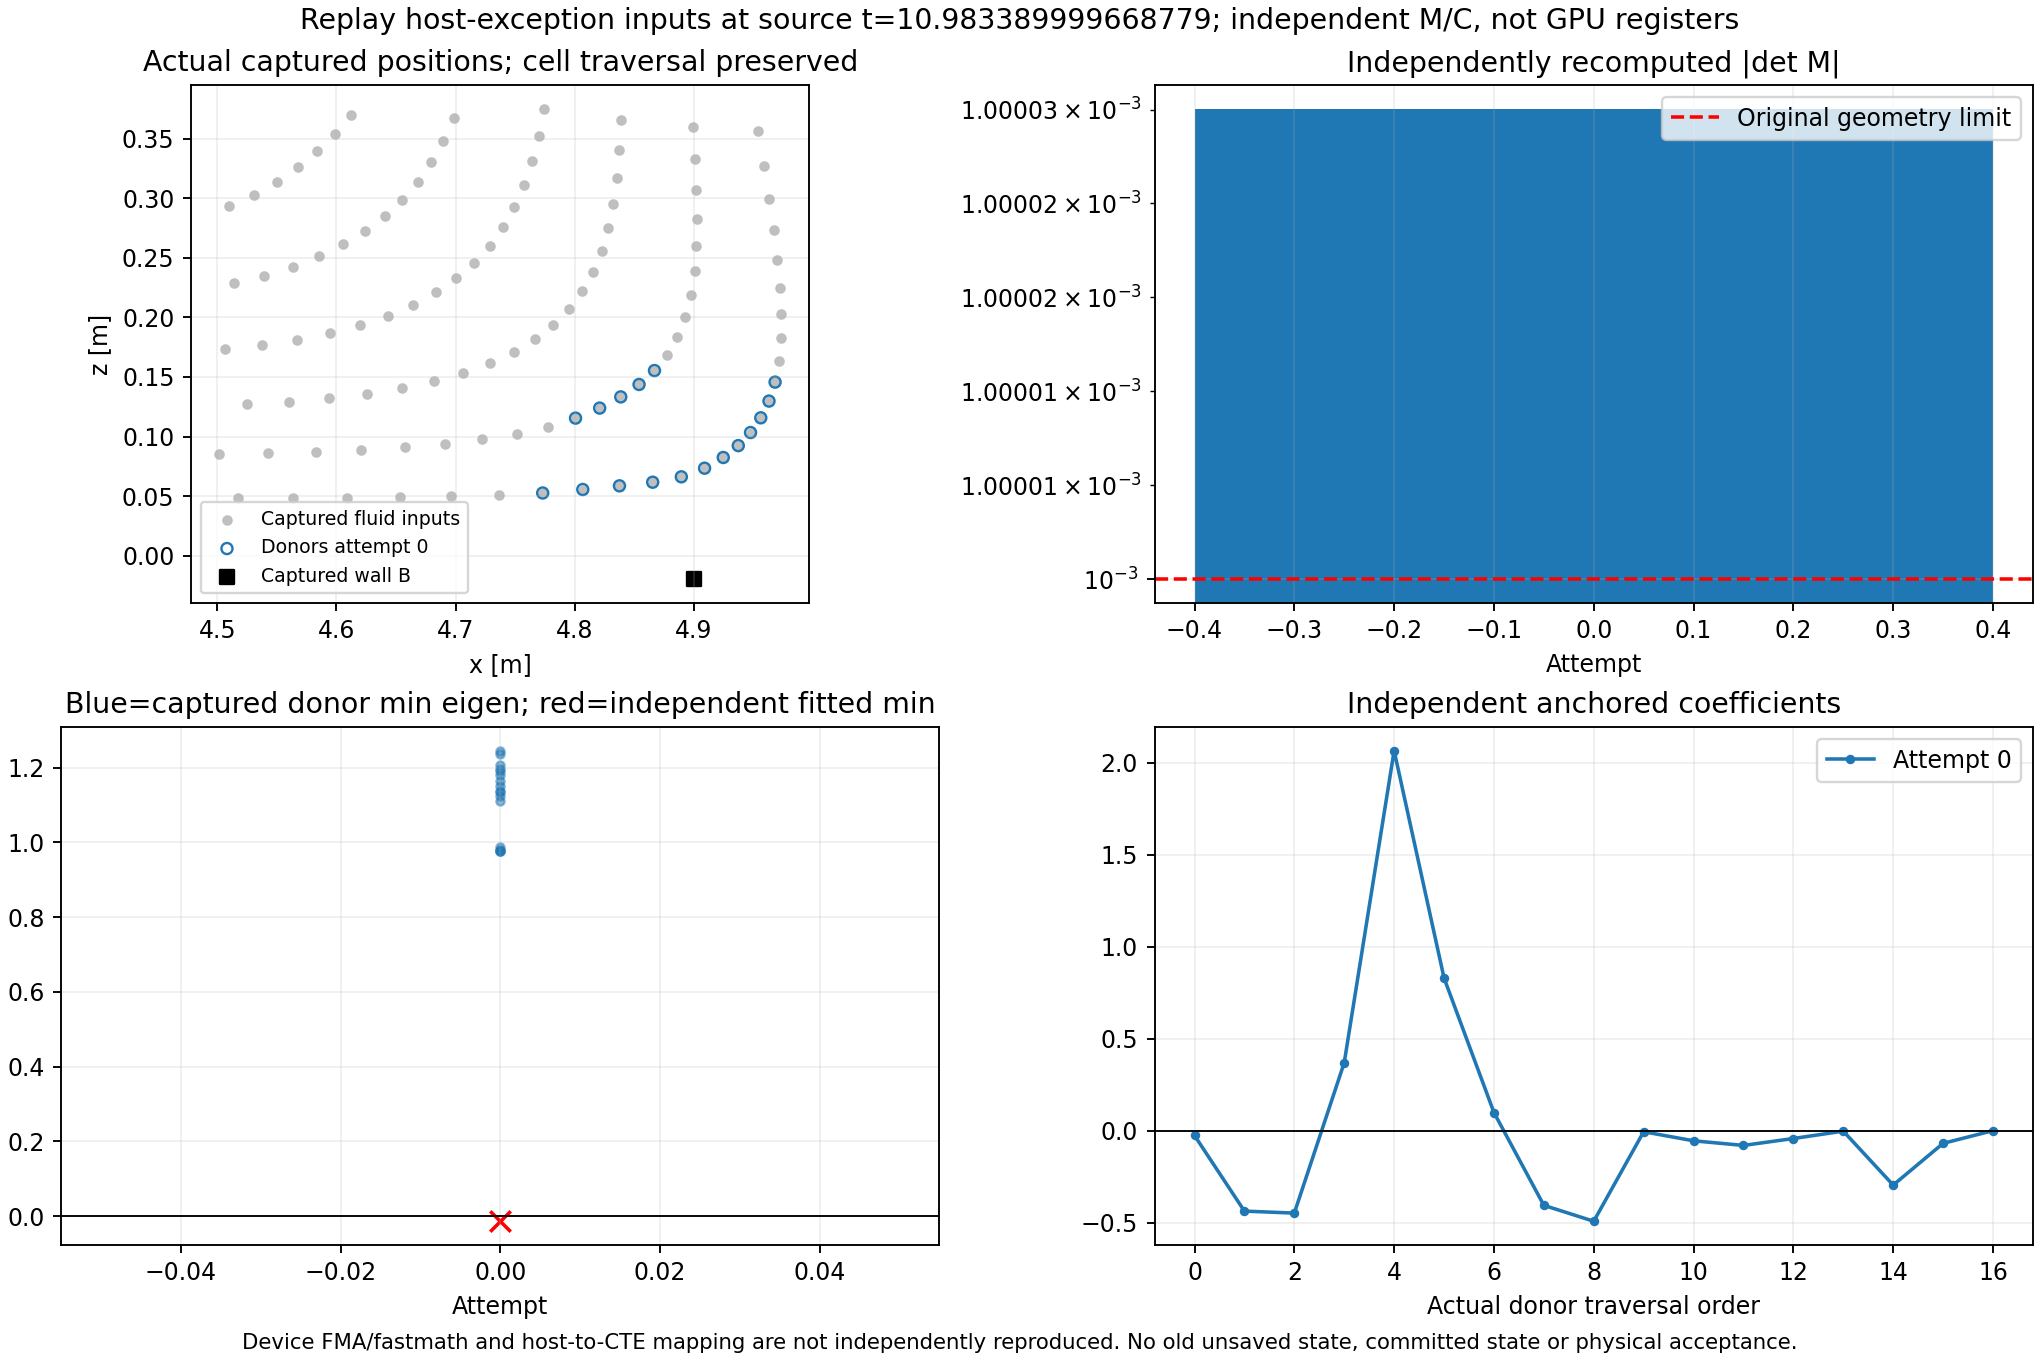 Replay host-exception inputs at source t=10.983389999668779; independent M/C, not GPU registers
Actual captured positions; cell traversal preserved
0.35
0.30
0.25
0.20
0.15
0.10
0.05
0.00
z [m]
Captured fluid inputs
Donors attempt 0
Captured wall B
4.5 4.6 4.7 4.8 4.9
x [m]
Independently recomputed |det M|
1.00003 × 10⁻³
1.00002 × 10⁻³
1.00002 × 10⁻³
1.00001 × 10⁻³
1.00001 × 10⁻³
10⁻³
Original geometry limit
−0.4 −0.3 −0.2 −0.1 0.0 0.1 0.2 0.3 0.4
Attempt
Blue=captured donor min eigen; red=independent fitted min
1.2
1.0
0.8
0.6
0.4
0.2
0.0
−0.04 −0.02 0.00 0.02 0.04
Attempt
Independent anchored coefficients
2.0
1.5
1.0
0.5
0.0
−0.5
Attempt 0
0 2 4 6 8 10 12 14 16
Actual donor traversal order
Device FMA/fastmath and host-to-CTE mapping are not independently reproduced. No old unsaved state, committed state or physical acceptance.